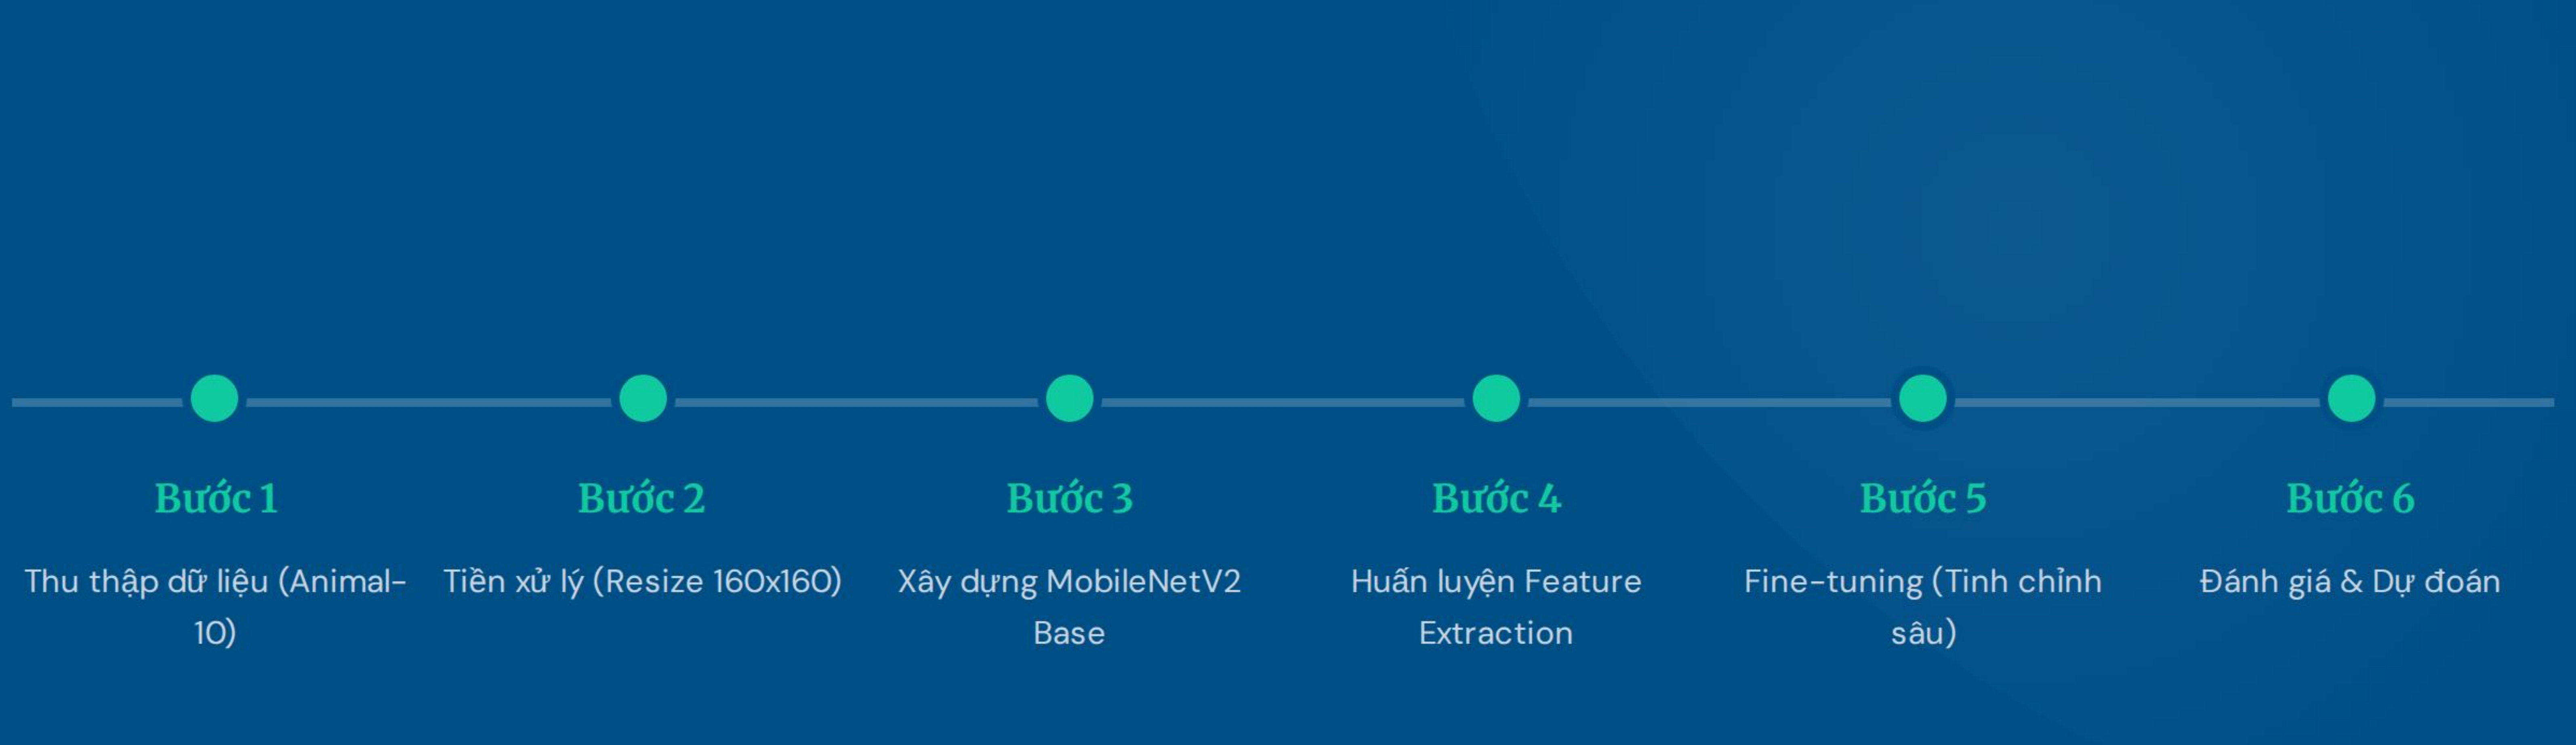 Bước 1
Thu thập dữ liệu (Animal-
10)
Bước 2
Tiền xử lý (Resize 160x160)
Bước 3
Xây dựng MobileNetV2
Base
Bước 4
Huấn luyện Feature
Extraction
Bước 5
Fine-tuning (Tinh chỉnh
sâu)
Bước 6
Đánh giá & Dự đoán